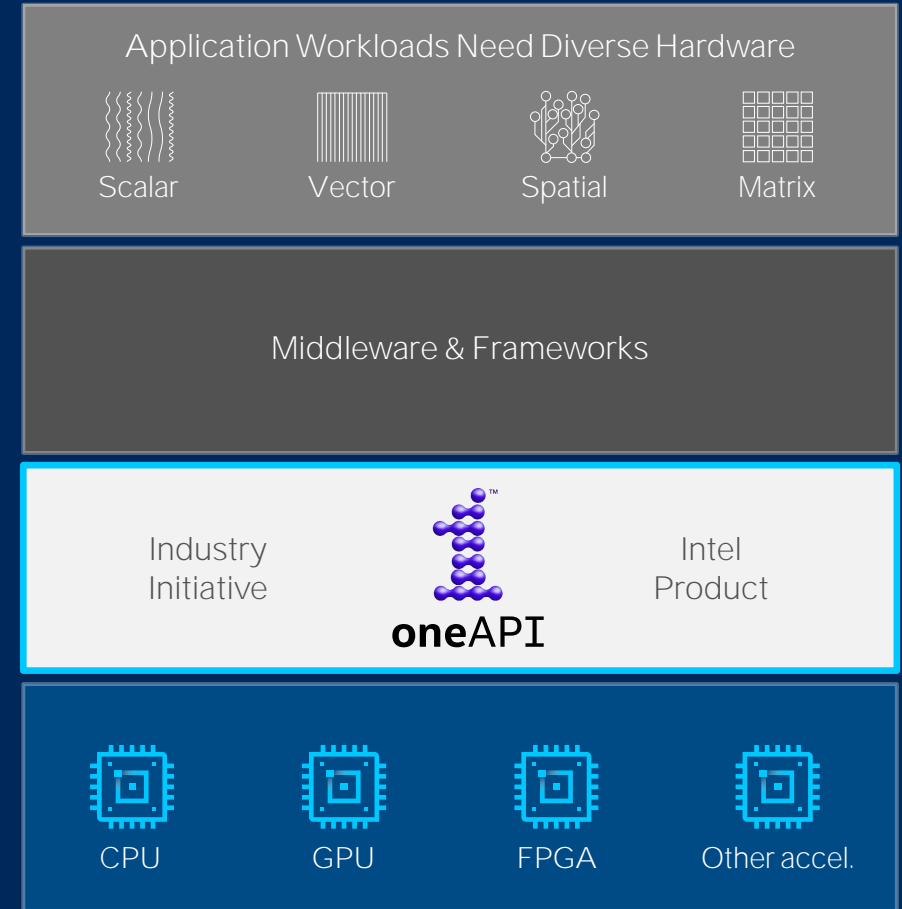 Application Workloads Need Diverse Hardware
Scalar
Vector
Spatial
Matrix
Middleware & Frameworks
Industry
Initiative
™
oneAPI
Intel
Product
CPU
GPU
FPGA
Other accel.